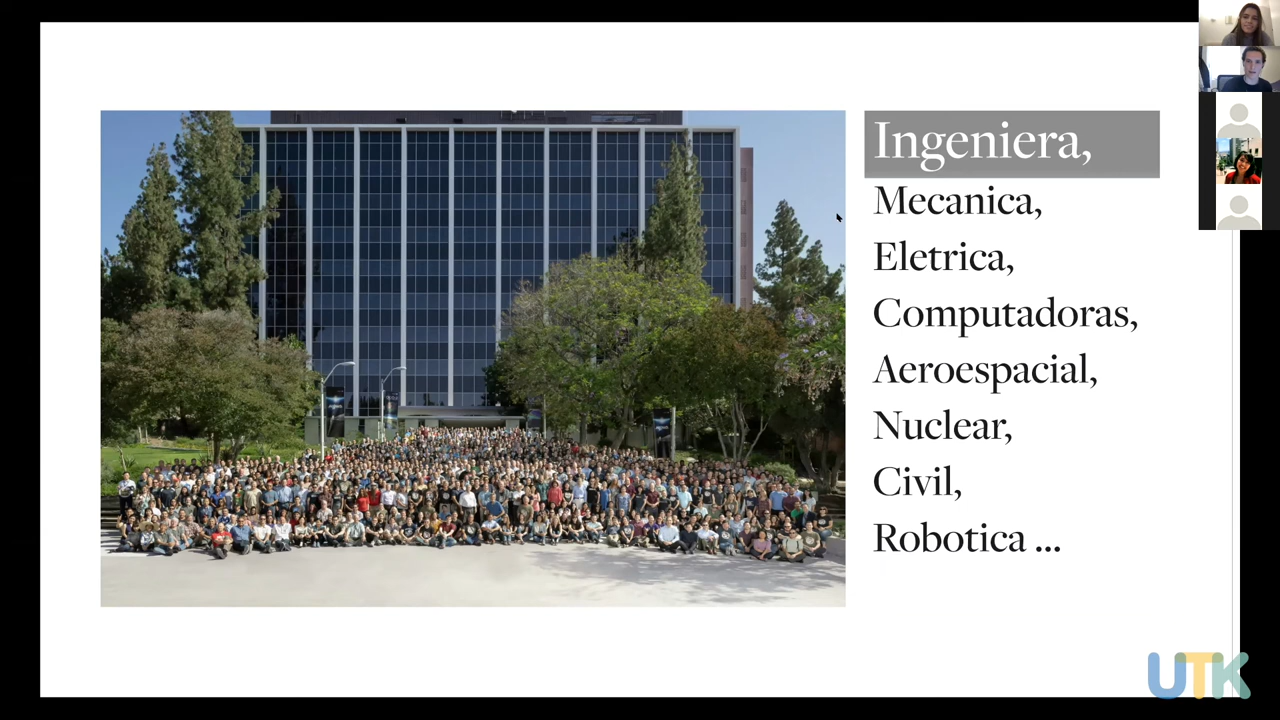 Ingeniera,
Mecanica,
Eletrica,
Computadoras,
Aeroespacial,
Nuclear,
Civil,
Robotica ...
UTK